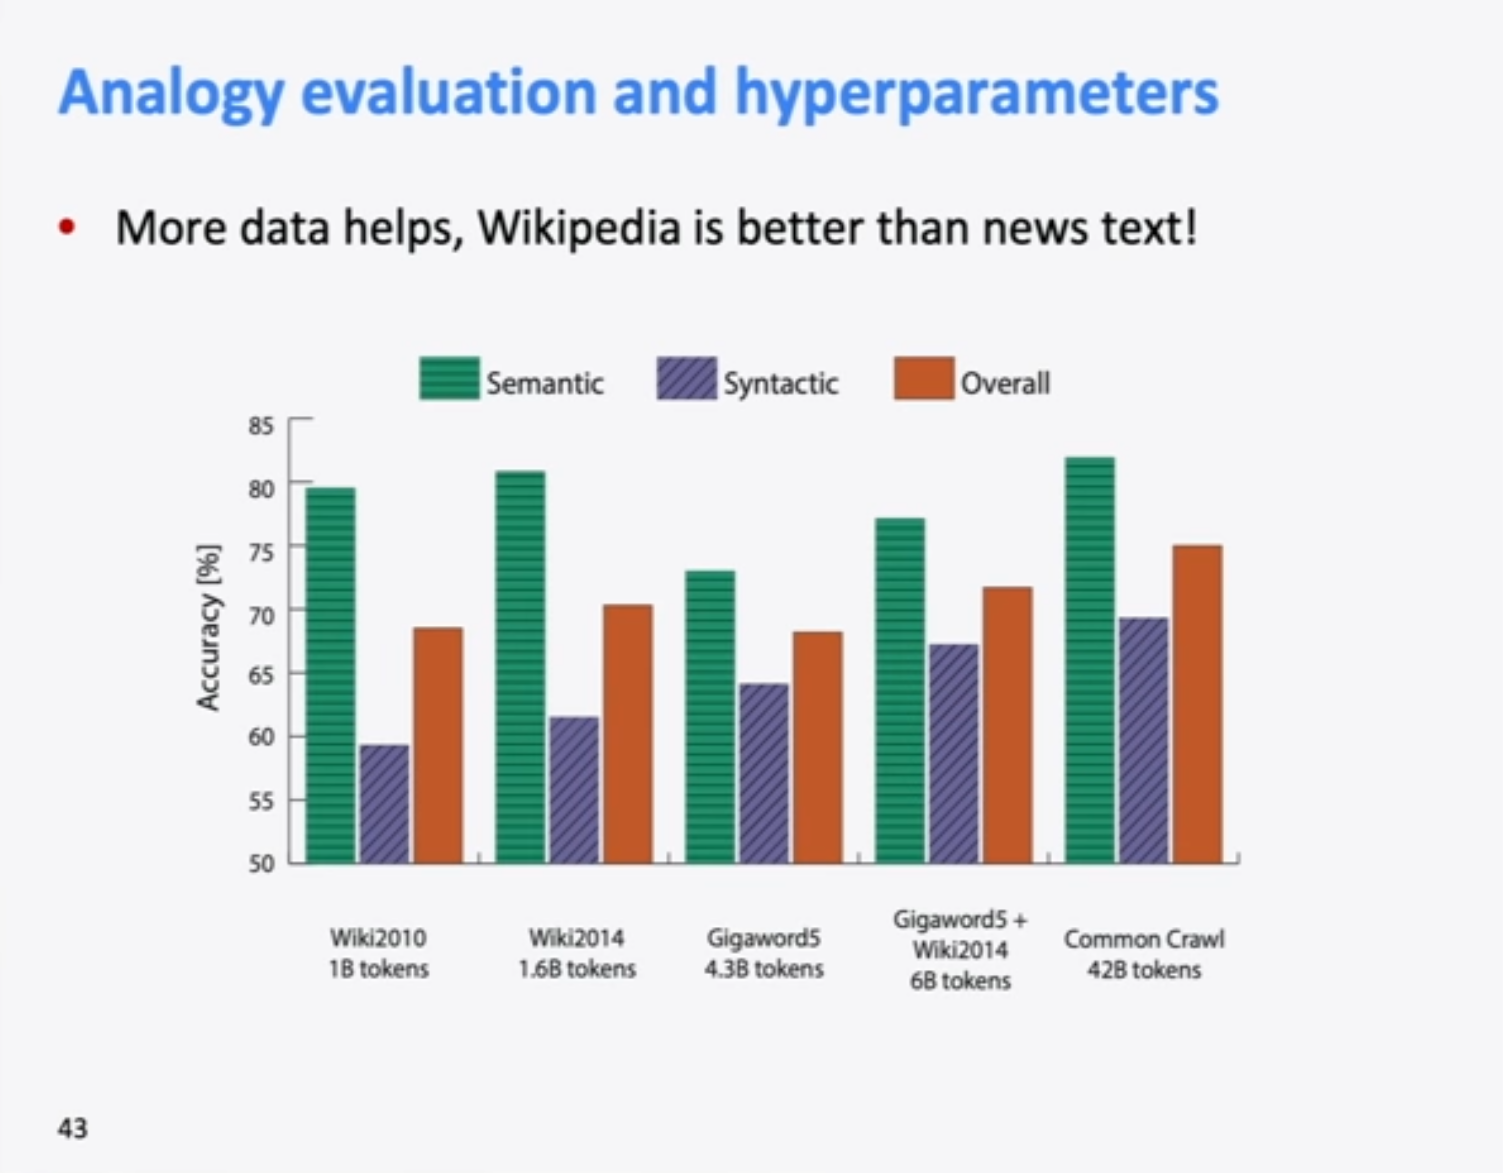 Analogy evaluation and hyperparameters
• More data helps, Wikipedia is better than news text!
Semantic Syntactic Overall
85
80
75
70
65
60
55
50
Accuracy [%]
Wiki2010
1B tokens
Wiki2014
1.6B tokens
Gigaword5
4.3B tokens
Gigaword5 +
Wiki2014
6B tokens
Common Crawl
42B tokens
43